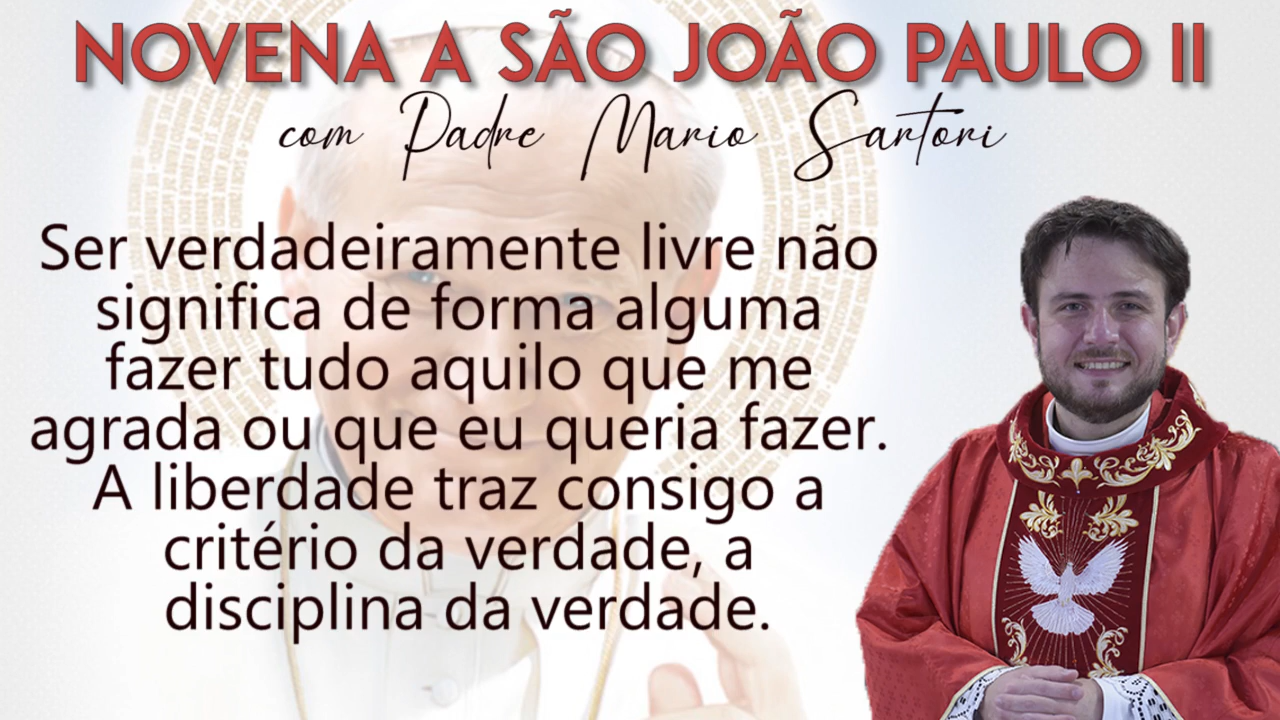 NOVENA A SÃO JOÃO PAULO II
com Padre Mario Sartori
Ser verdadeiramente livre não
significa de forma alguma
fazer tudo aquilo que me
agrada ou que eu queria fazer.
A liberdade traz consigo a
critério da verdade, a
disciplina da verdade.